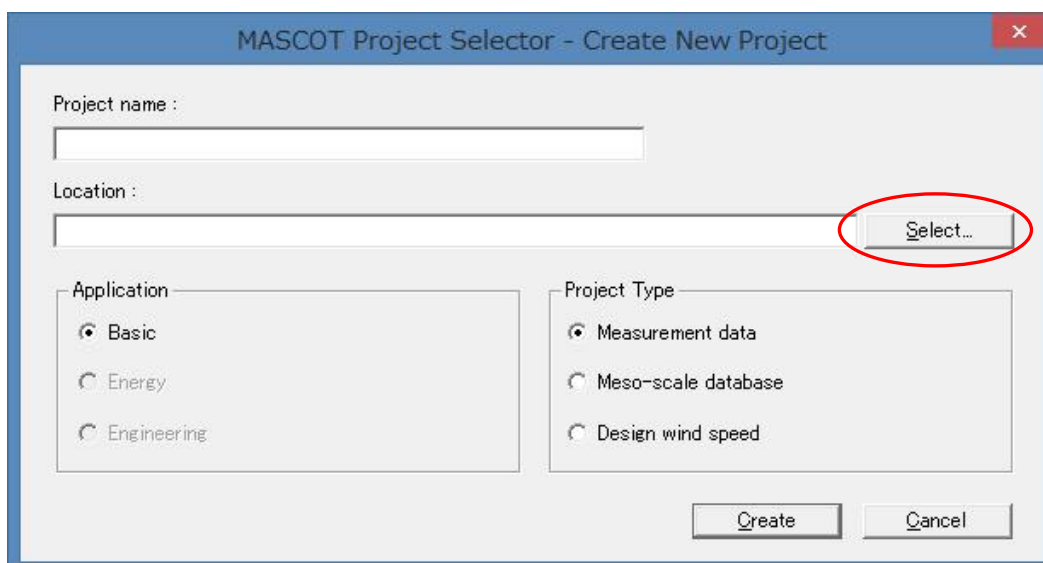 MASCOT Project Selector - Create New Project
×
Project name :
Location :
Select...
Application
Basic
Energy
Engineering
Project Type
Measurement data
Meso-scale database
Design wind speed
Create
Cancel